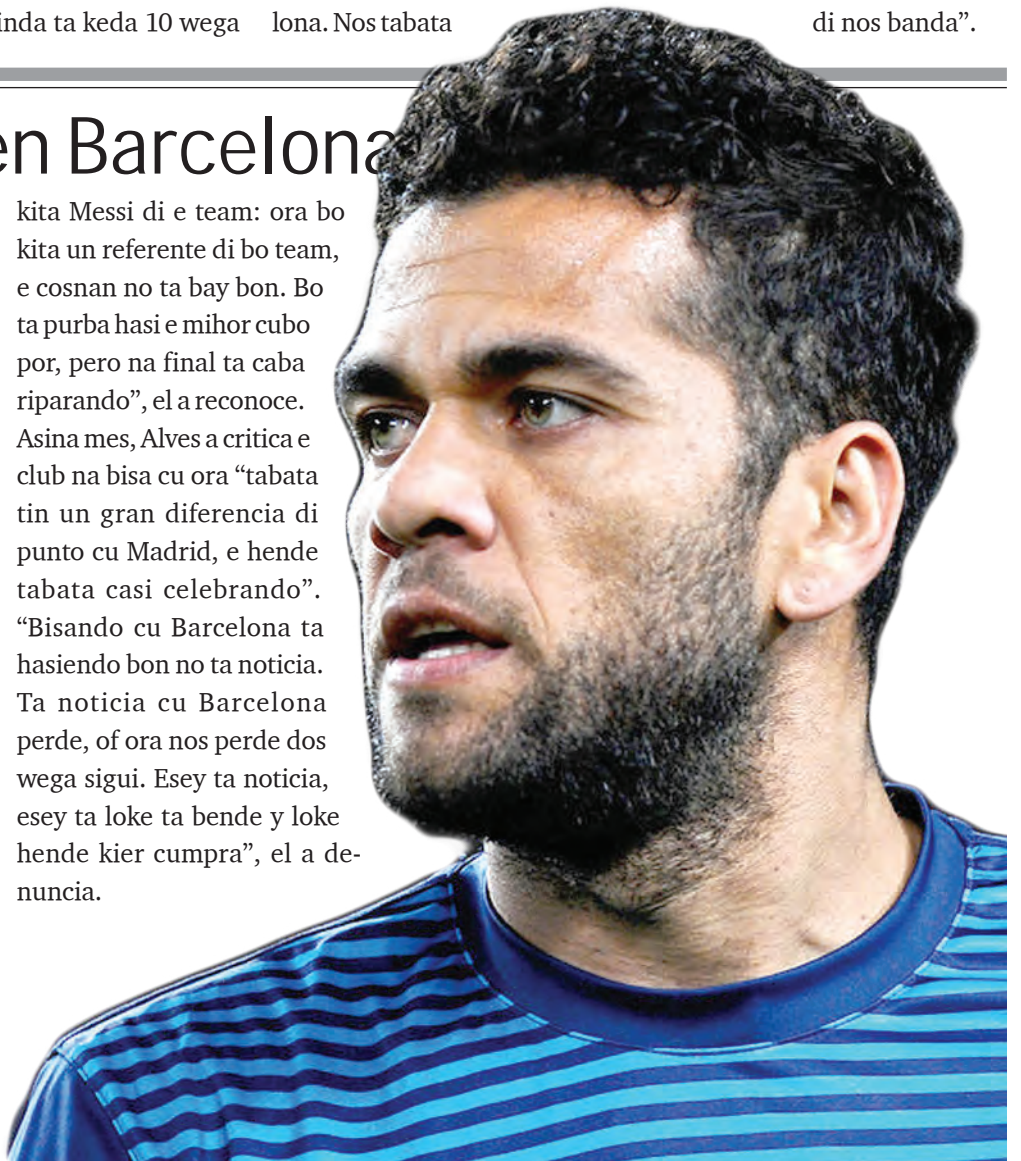 inda ta keda 10 wega
lona. Nos tabata
di nos banda”.
en Barcelona
kita Messi di e team: ora bo
kita un referente di bo team,
e cosnan no ta bay bon. Bo
ta purba hasi e mihor cubo
por, pero na final ta caba
riparando”, el a reconoce.
Asina mes, Alves a critica e
club na bisa cu ora “tabata
tin un gran diferencia di
punto cu Madrid, e hende
tabata casi celebrando”.
“Bisando cu Barcelona ta
hasiendo bon no ta noticia.
Ta noticia cu Barcelona
perde, of ora nos perde dos
wega sigui. Esey ta noticia,
esey ta loke ta bende y loke
hende kier cumpra”, el a de-
nuncia.